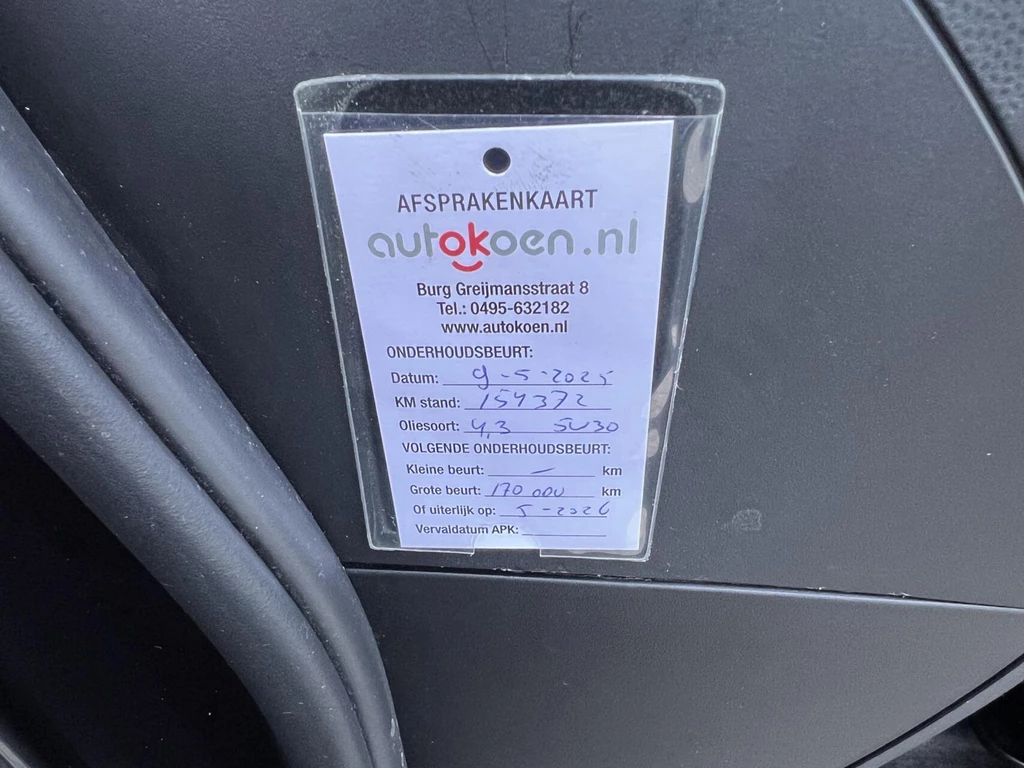 AFSPRAKENKAART
autokoen.nl
Burg Greijmansstraat 8
Tel.: 0495-632182
www.autokoen.nl
ONDERHOUDSBEURT:
Datum: 9-5-2025
KM stand: 154372
Oliesoort: 4,3 5W30
VOLGENDE ONDERHOUDSBEURT:
Kleine beurt: - km
Grote beurt: 170 000 km
Of uiterlijk op: 5-2026
Vervaldatum APK: